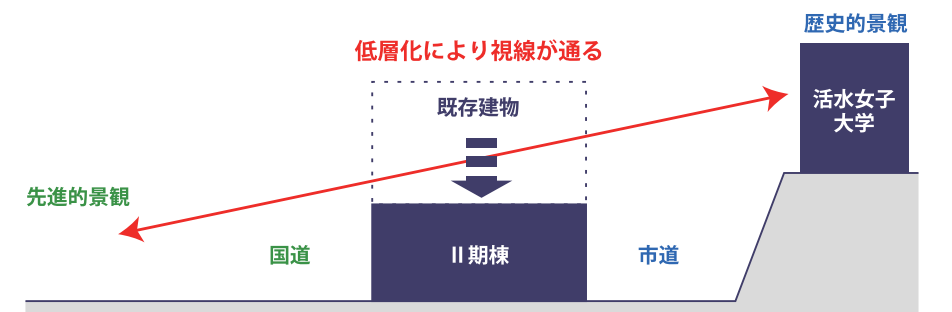 歴史的景観
低層化により視線が通る
活水女子
大学
既存建物
先進的景観
国道
Ⅱ期棟
市道